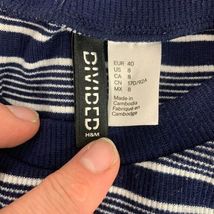 DIVIDED
H&M
EUR 40
US 8
CA 8
CN 170/92A
MX 8
Made in
Cambodia
Fabriqué en
Cambodge